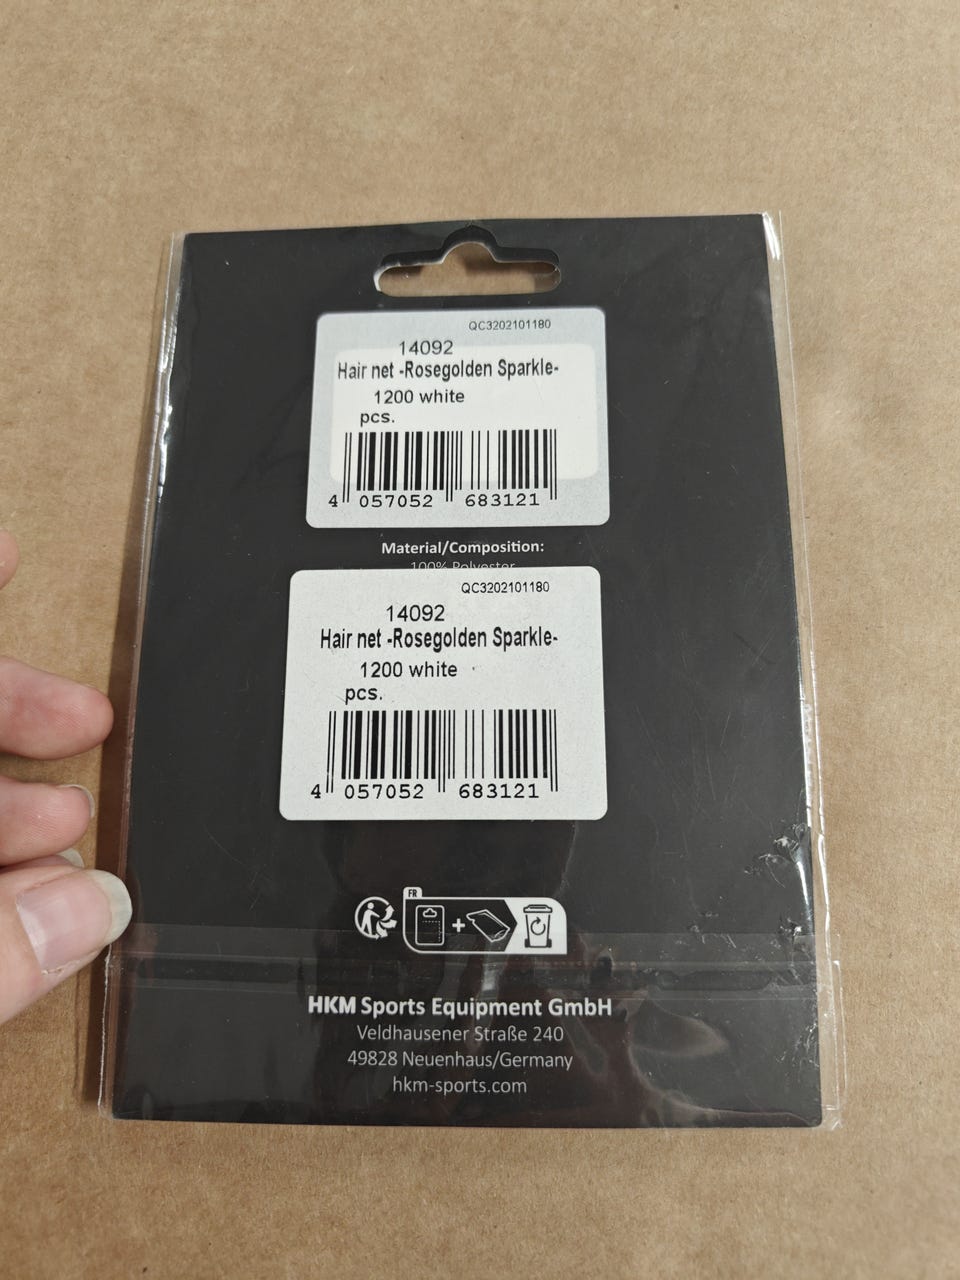 QC3202101180
14092
Hair net -Rosegolden Sparkle-
1200 white
pcs.
4 057052 683121
Material/Composition:
100% Polyester
QC3202101180
14092
Hair net -Rosegolden Sparkle-
1200 white
pcs.
4 057052 683121
FR
+
HKM Sports Equipment GmbH
Veldhausener Straße 240
49828 Neuenhaus/Germany
hkm-sports.com